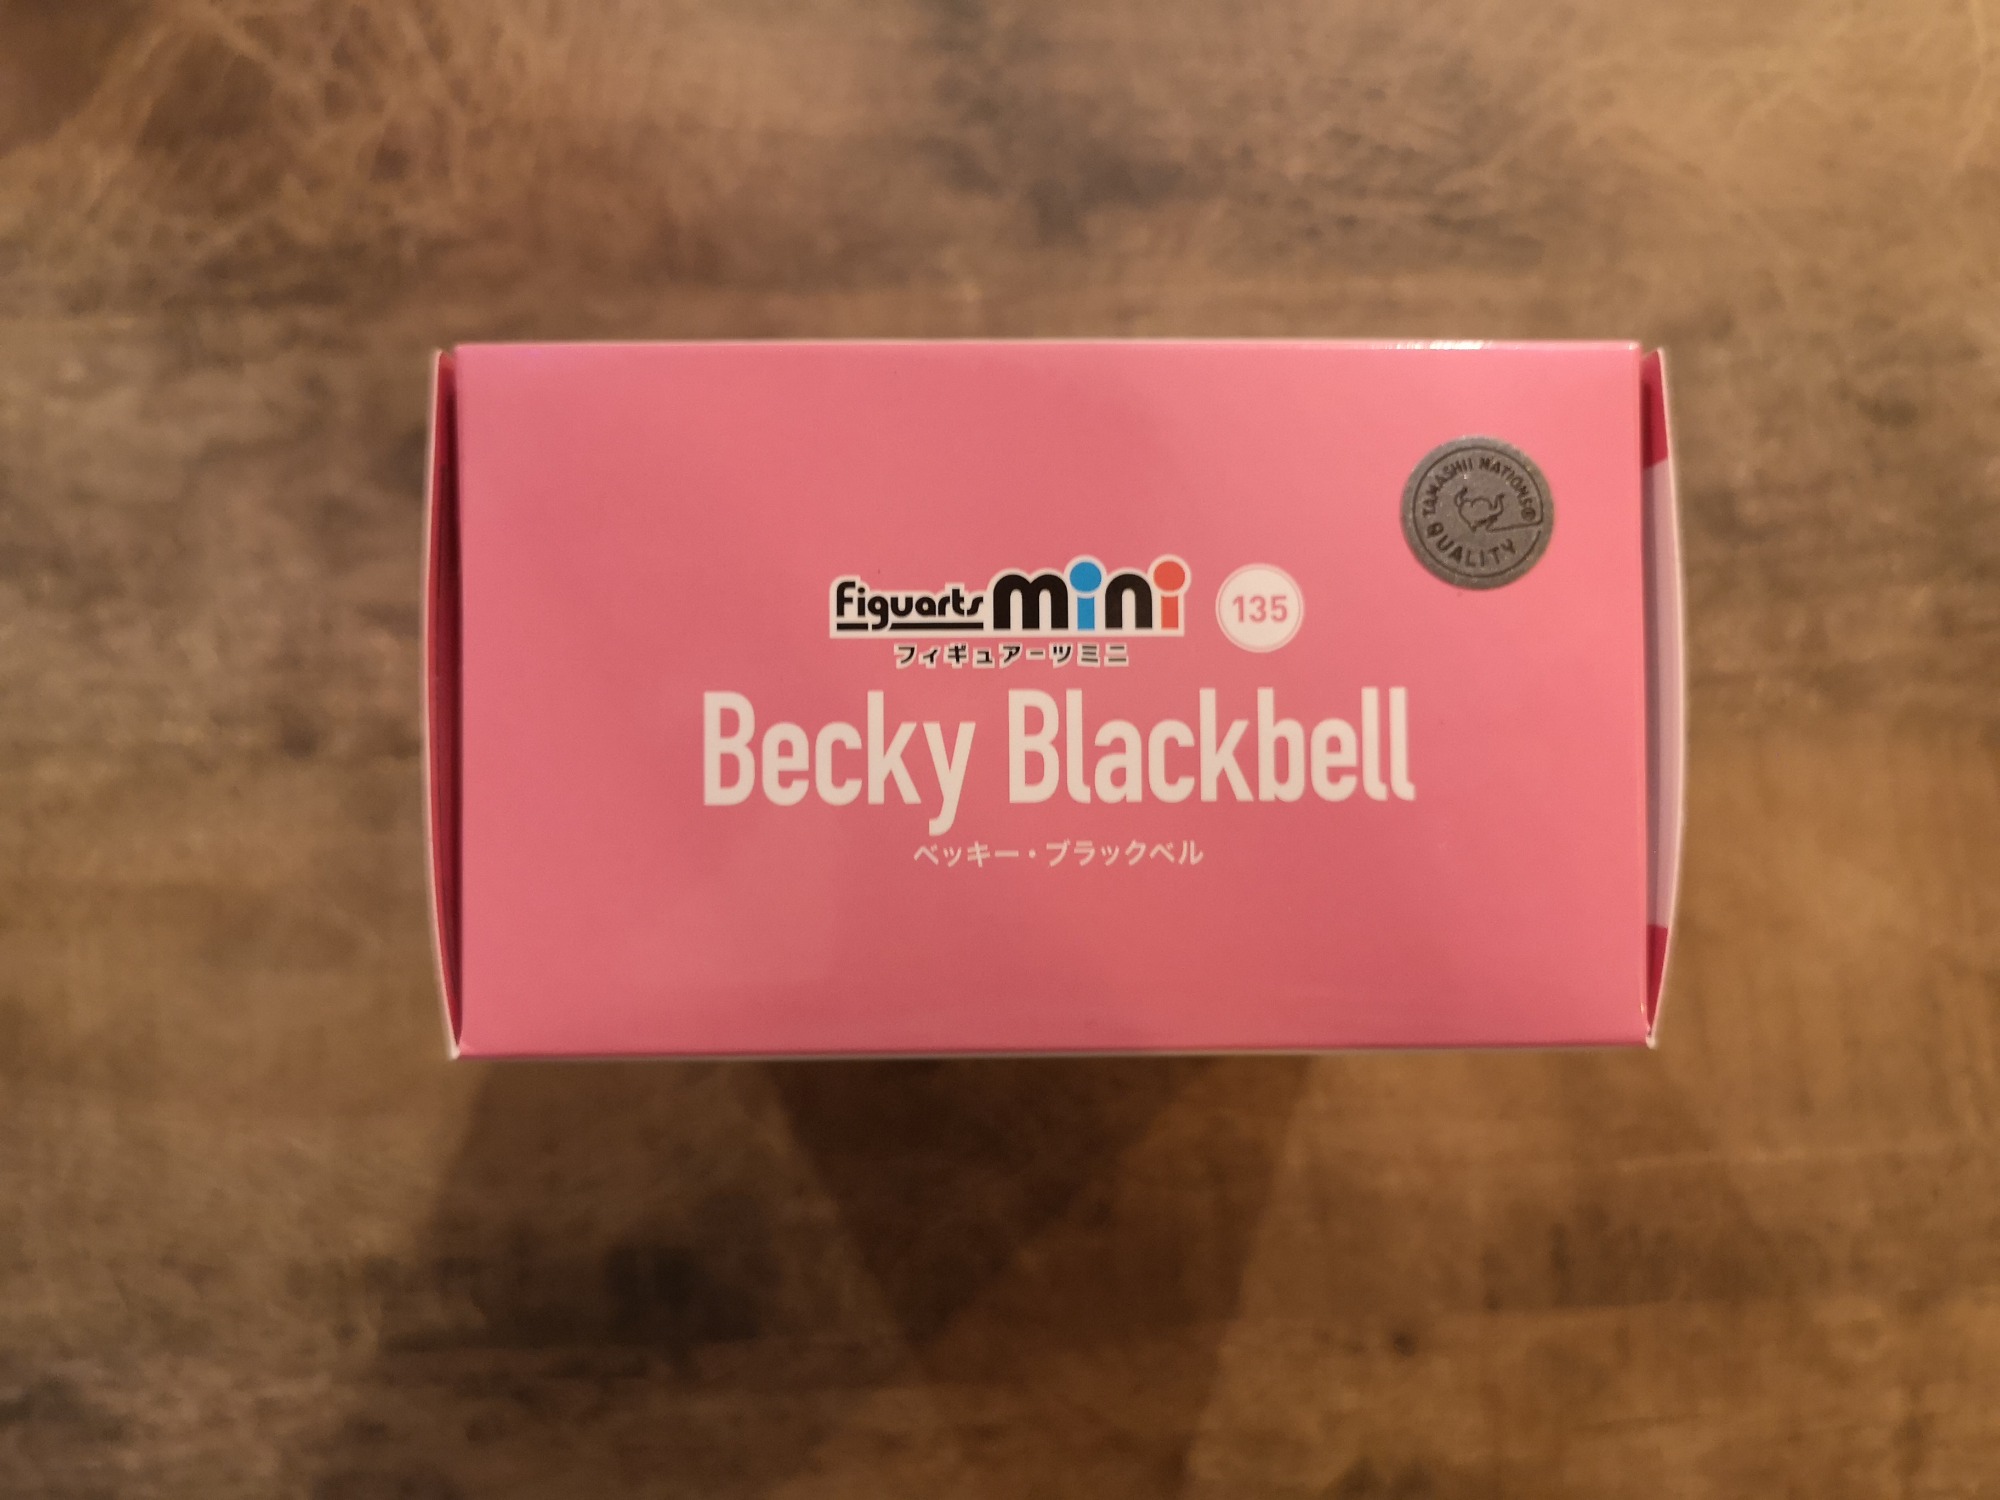 TAMASHII NATIONS®
QUALITY
Figuarts mini 135
フィギュアーツミニ
Becky Blackbell
ベッキー・ブラックベル